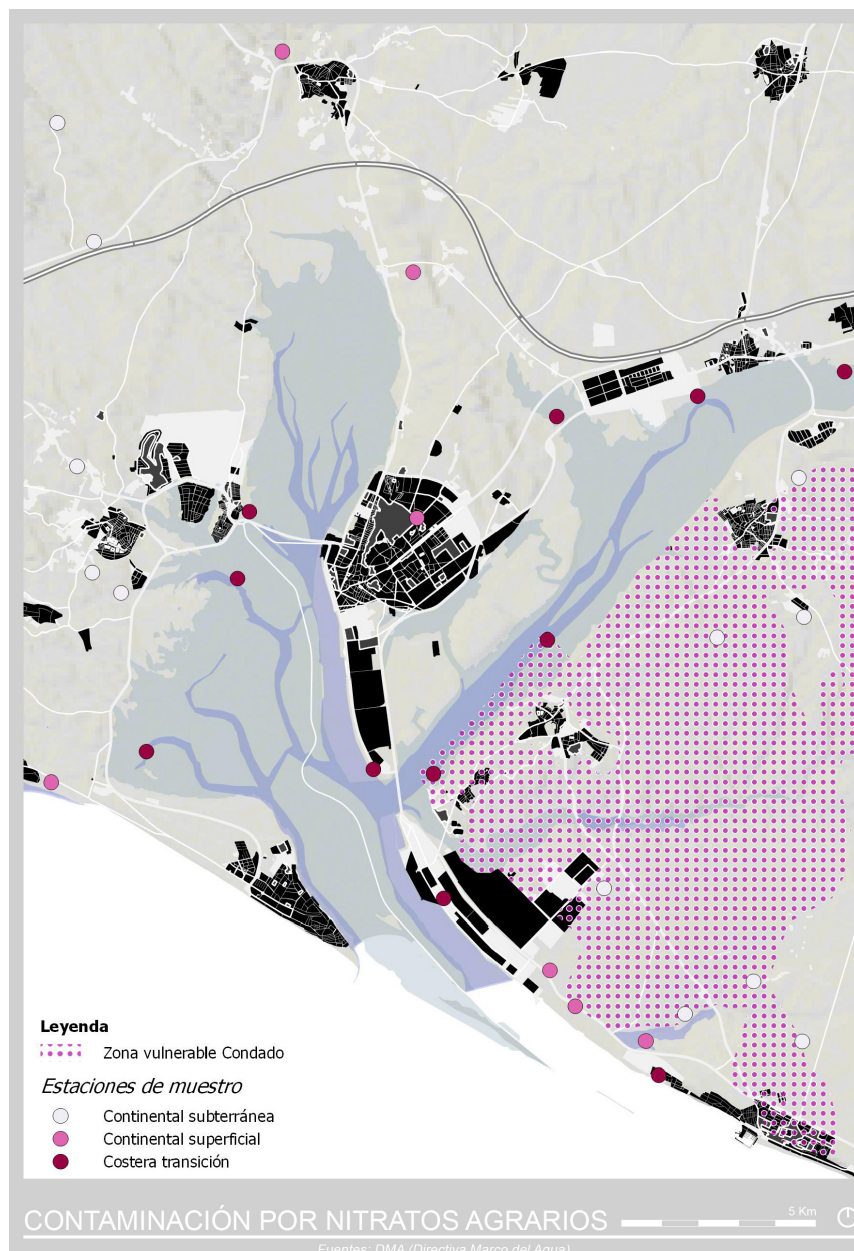 Leyenda
Zona vulnerable Condado
Estaciones de muestro
Continental subterránea
Continental superficial
Costera transición
CONTAMINACIÓN POR NITRATOS AGRARIOS
5 Km
Fuentes: DMA (Directiva Marco del Agua)